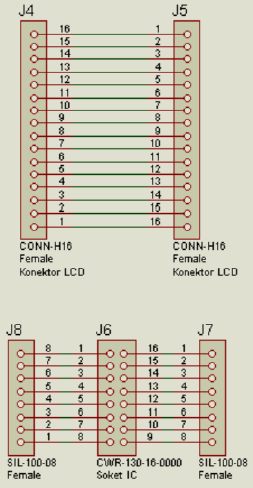 J4 J5
16 1
15 2
14 3
13 4
12 5
11 6
10 7
9 8
8 9
7 10
6 11
5 12
4 13
3 14
2 15
1 16
CONN-H16 CONN-H16
Female Female
Konektor LCD Konektor LCD
J8 J6 J7
8 1 16 1
7 2 15 2
6 3 14 3
5 4 13 4
4 5 12 5
3 6 11 6
2 7 10 7
1 8 9 8
SIL-100-08 CWR-130-16-0000 SIL-100-08
Female Soket IC Female